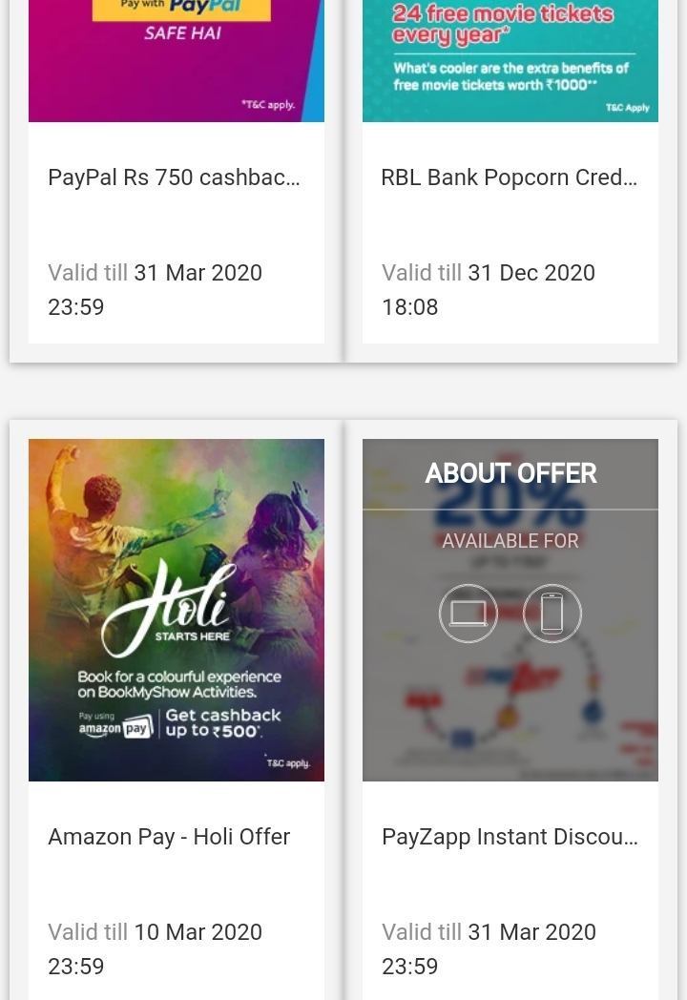 Pay with PayPal
SAFE HAI
*T&C apply.
24 free movie tickets
every year*
What's cooler are the extra benefits of
free movie tickets worth ₹1000**
T&C Apply
PayPal Rs 750 cashbac...
Valid till 31 Mar 2020
23:59
RBL Bank Popcorn Cred...
Valid till 31 Dec 2020
18:08
Holi
STARTS HERE
Book for a colourful experience
on BookMyShow Activities.
Pay using
amazon pay
Get cashback
up to ₹500*.
*T&C apply.
ABOUT OFFER
20%
AVAILABLE FOR
Amazon Pay - Holi Offer
Valid till 10 Mar 2020
23:59
PayZapp Instant Discou...
Valid till 31 Mar 2020
23:59